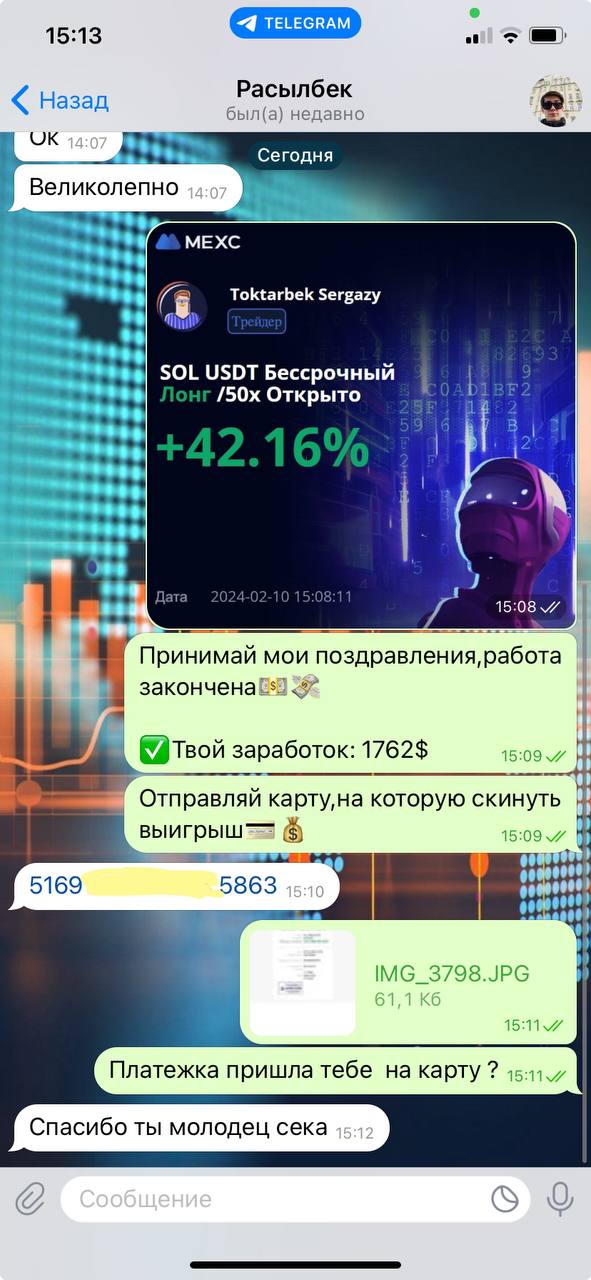 15:13
TELEGRAM
Назад
Расылбек
был(а) недавно
Ок 14:07
Сегодня
Великолепно 14:07
MEXC
Toktarbek Sergazy
Трейдер
SOL USDT Бессрочный
Лонг /50x Открыто
+42.16%
Дата 2024-02-10 15:08:11
15:08
Принимай мои поздравления,работа
закончена💵💸
✅Твой заработок: 1762$
15:09
Отправляй карту,на которую скинуть
выигрыш💳💰
15:09
5169 5863 15:10
IMG_3798.JPG
61,1 Кб
15:11
Платежка пришла тебе на карту ? 15:11
Спасибо ты молодец сека 15:12
Сообщение